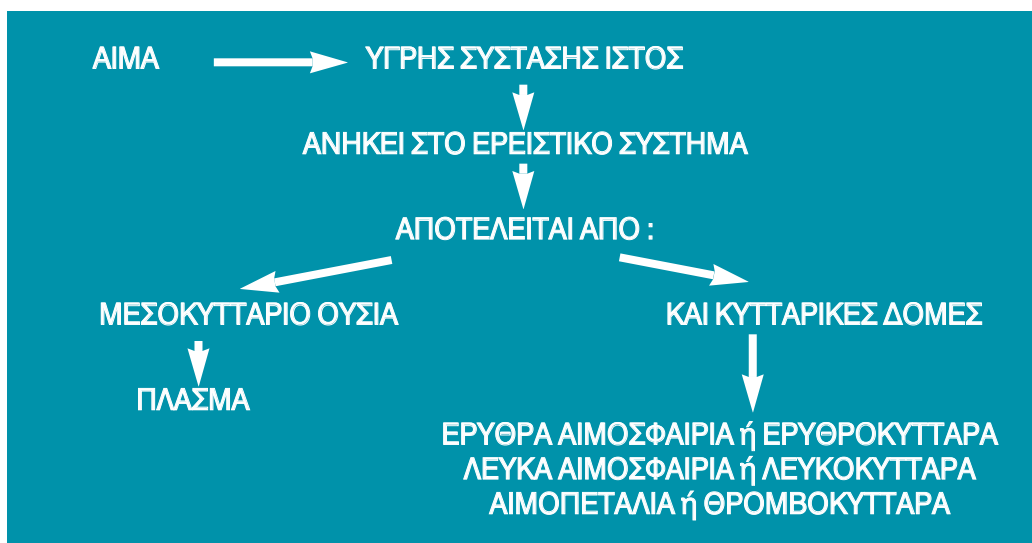 ΑΙΜΑ ΥΓΡΗΣ ΣΥΣΤΑΣΗΣ ΙΣΤΟΣ
ΑΝΗΚΕΙ ΣΤΟ ΕΡΕΙΣΤΙΚΟ ΣΥΣΤΗΜΑ
ΑΠΟΤΕΛΕΙΤΑΙ ΑΠΟ :
ΜΕΣΟΚΥΤΤΑΡΙΟ ΟΥΣΙΑ ΚΑΙ ΚΥΤΤΑΡΙΚΕΣ ΔΟΜΕΣ
ΠΛΑΣΜΑ
ΕΡΥΘΡΑ ΑΙΜΟΣΦΑΙΡΙΑ ή ΕΡΥΘΡΟΚΥΤΤΑΡΑ
ΛΕΥΚΑ ΑΙΜΟΣΦΑΙΡΙΑ ή ΛΕΥΚΟΚΥΤΤΑΡΑ
ΑΙΜΟΠΕΤΑΛΙΑ ή ΘΡΟΜΒΟΚΥΤΤΑΡΑ